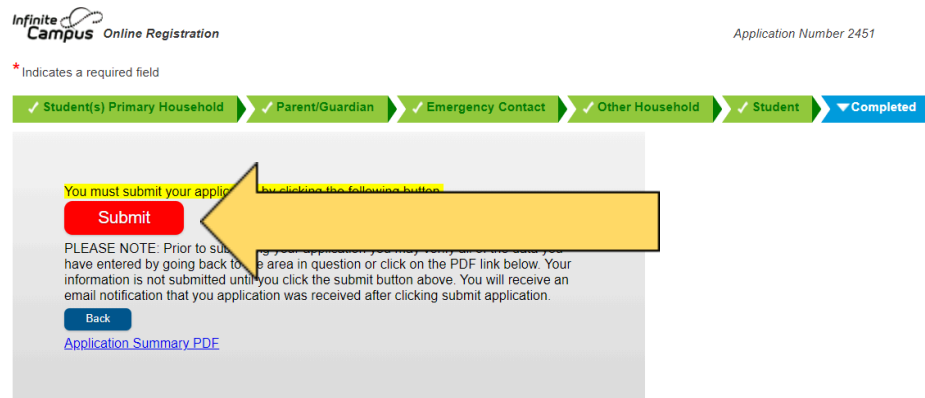 Infinite
Campus Online Registration
Application Number 2451
* Indicates a required field
✓ Student(s) Primary Household ✓ Parent/Guardian ✓ Emergency Contact ✓ Other Household ✓ Student ▼Completed
You must submit your by clicking the following button
Submit
PLEASE NOTE: Prior to your application you may verify all of the data you
have entered by going back to area in question or click on the PDF link below. Your
information is not submitted until you click the submit button above. You will receive an
email notification that you application was received after clicking submit application.
Back
Application Summary PDF